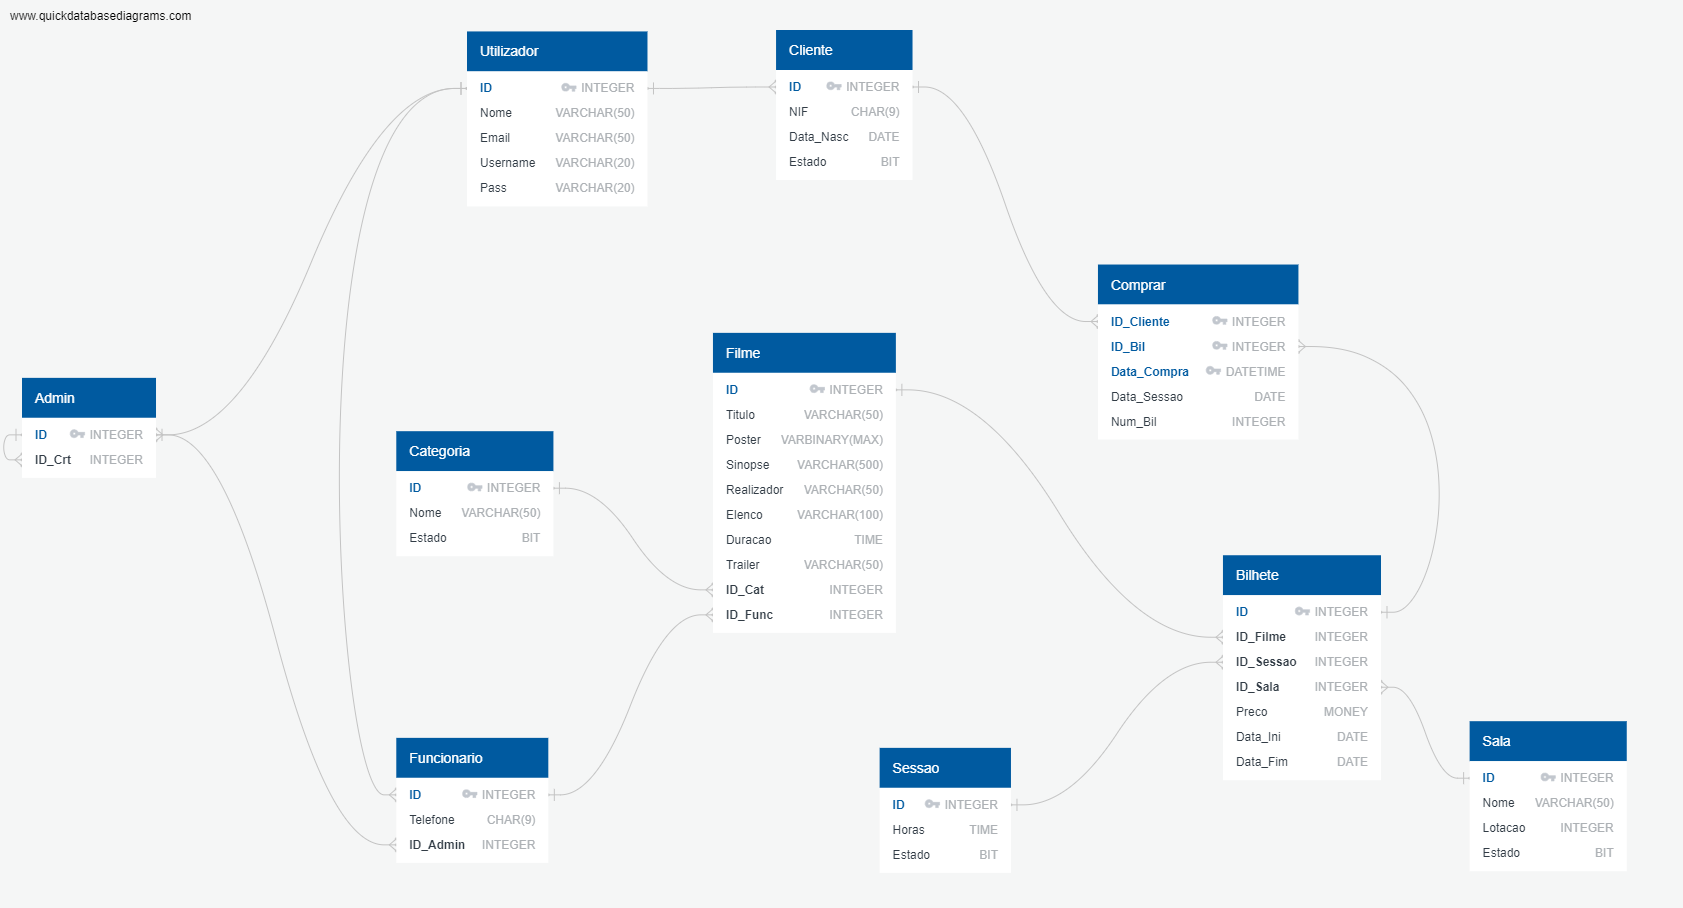 www.quickdatabasediagrams.com
Utilizador
ID INTEGER
Nome VARCHAR(50)
Email VARCHAR(50)
Username VARCHAR(20)
Pass VARCHAR(20)
Cliente
ID INTEGER
NIF CHAR(9)
Data_Nasc DATE
Estado BIT
Comprar
ID_Cliente INTEGER
ID_Bil INTEGER
Data_Compra DATETIME
Data_Sessao DATE
Num_Bil INTEGER
Filme
ID INTEGER
Titulo VARCHAR(50)
Poster VARBINARY(MAX)
Sinopse VARCHAR(500)
Realizador VARCHAR(50)
Elenco VARCHAR(100)
Duracao TIME
Trailer VARCHAR(50)
ID_Cat INTEGER
ID_Func INTEGER
Admin
ID INTEGER
ID_Crt INTEGER
Categoria
ID INTEGER
Nome VARCHAR(50)
Estado BIT
Bilhete
ID INTEGER
ID_Filme INTEGER
ID_Sessao INTEGER
ID_Sala INTEGER
Preco MONEY
Data_Ini DATE
Data_Fim DATE
Funcionario
ID INTEGER
Telefone CHAR(9)
ID_Admin INTEGER
Sessao
ID INTEGER
Horas TIME
Estado BIT
Sala
ID INTEGER
Nome VARCHAR(50)
Lotacao INTEGER
Estado BIT